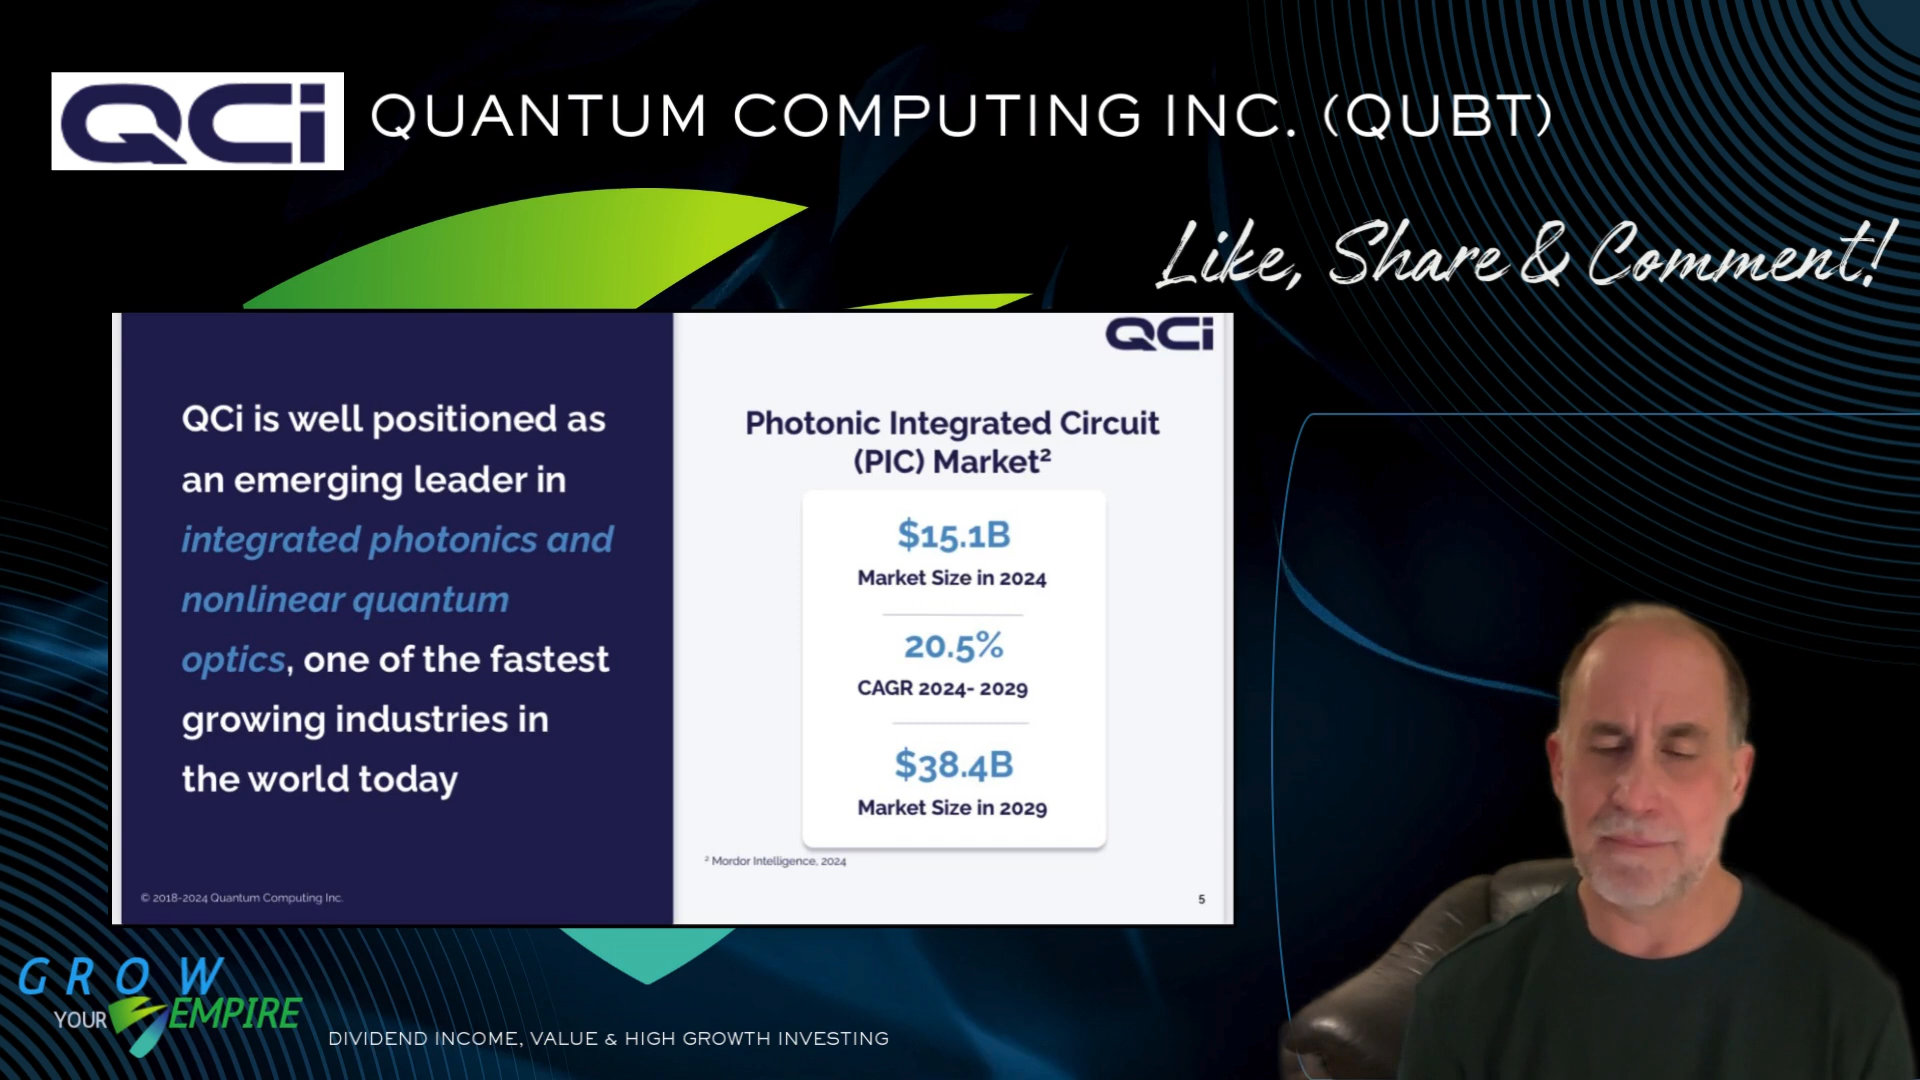 QCi
QUANTUM COMPUTING INC. (QUBT)
Like, Share & Comment!
QCi
QCi is well positioned as
an emerging leader in
integrated photonics and
nonlinear quantum
optics, one of the fastest
growing industries in
the world today
Photonic Integrated Circuit
(PIC) Market²
$15.1B
Market Size in 2024
20.5%
CAGR 2024- 2029
$38.4B
Market Size in 2029
² Mordor Intelligence, 2024
© 2018-2024 Quantum Computing Inc.
5
GROW
YOUR EMPIRE
DIVIDEND INCOME, VALUE & HIGH GROWTH INVESTING